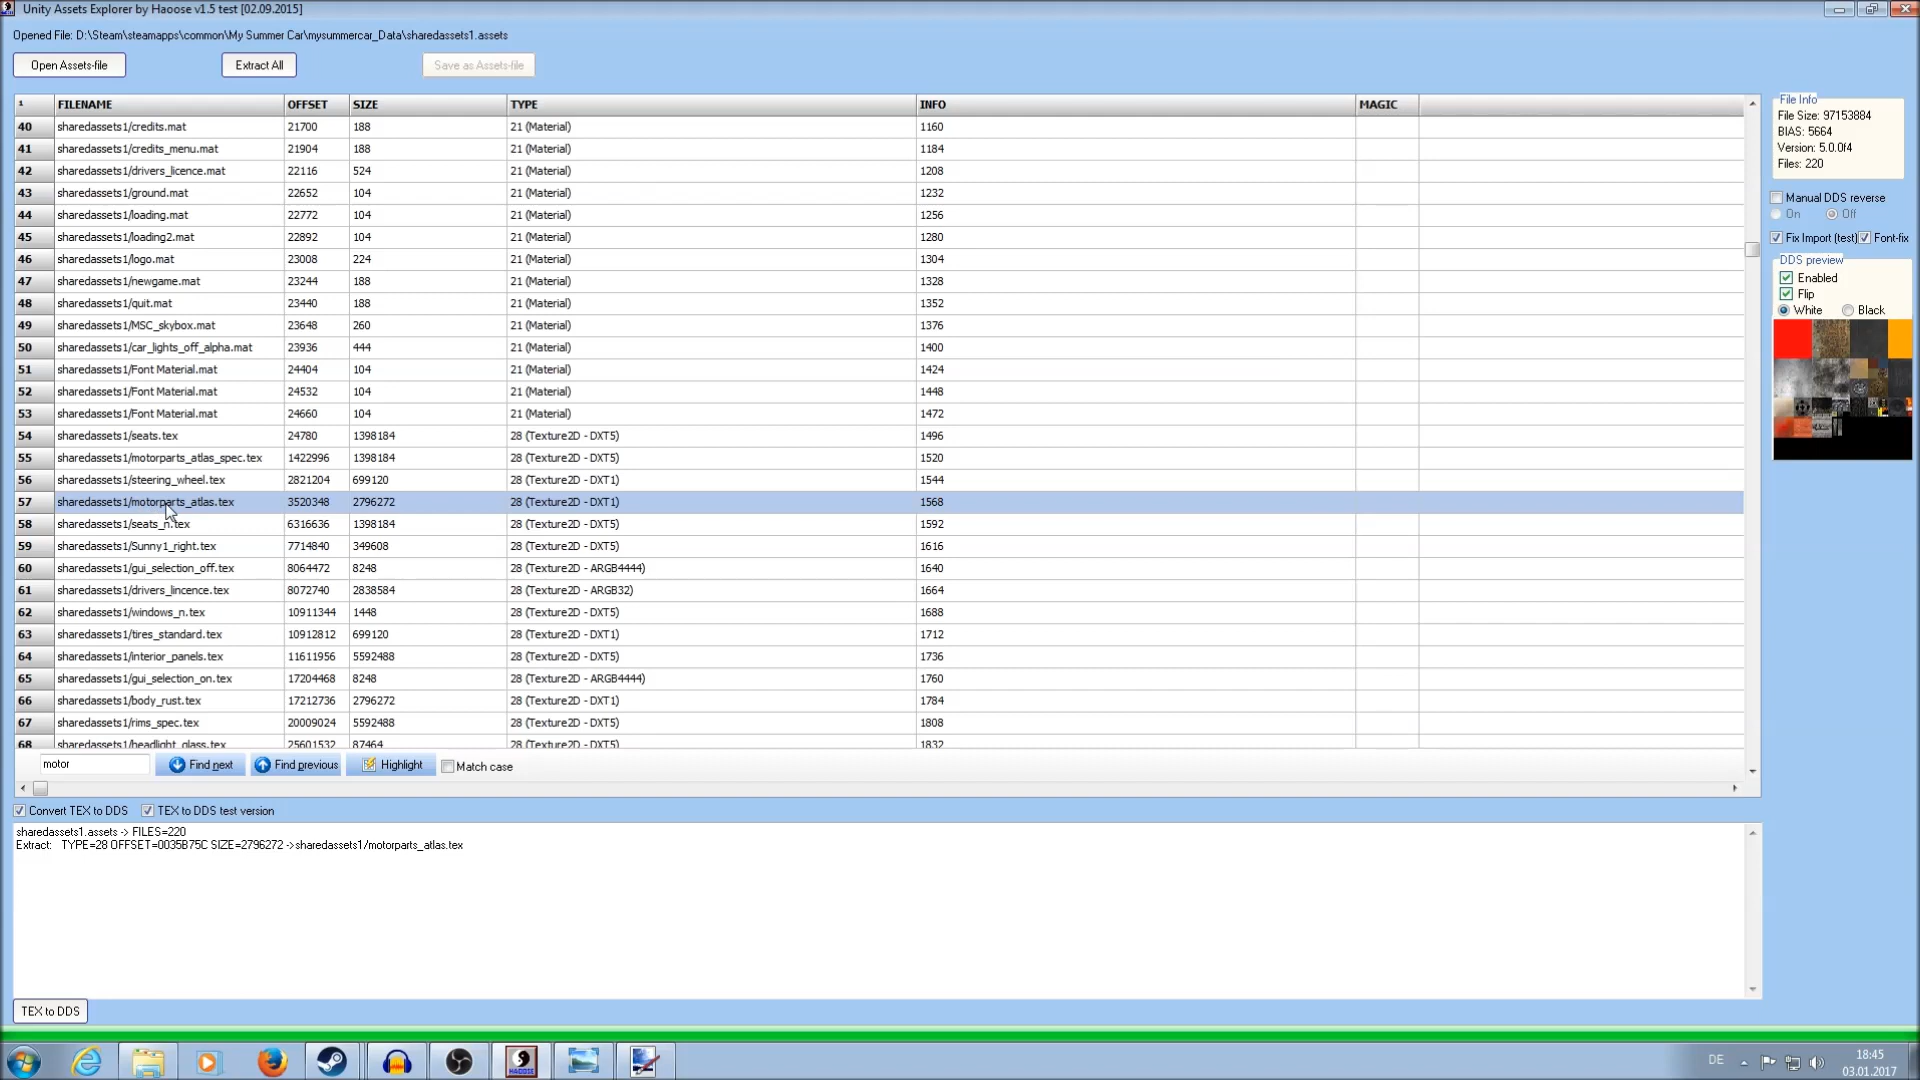 Unity Assets Explorer by Haoose v1.5 test [02.09.2015]
Opened File: D:\Steam\steamapps\common\My Summer Car\mysummercar_Data\sharedassets1.assets
Open Assets-file Extract All Save as Assets-file
1 FILENAME OFFSET SIZE TYPE INFO MAGIC
40 sharedassets1/credits.mat 21700 188 21 (Material) 1160
41 sharedassets1/credits_menu.mat 21904 188 21 (Material) 1184
42 sharedassets1/drivers_licence.mat 22116 524 21 (Material) 1208
43 sharedassets1/ground.mat 22652 104 21 (Material) 1232
44 sharedassets1/loading.mat 22772 104 21 (Material) 1256
45 sharedassets1/loading2.mat 22892 104 21 (Material) 1280
46 sharedassets1/logo.mat 23008 224 21 (Material) 1304
47 sharedassets1/newgame.mat 23244 188 21 (Material) 1328
48 sharedassets1/quit.mat 23440 188 21 (Material) 1352
49 sharedassets1/MSC_skybox.mat 23648 260 21 (Material) 1376
50 sharedassets1/car_lights_off_alpha.mat 23936 444 21 (Material) 1400
51 sharedassets1/Font Material.mat 24404 104 21 (Material) 1424
52 sharedassets1/Font Material.mat 24532 104 21 (Material) 1448
53 sharedassets1/Font Material.mat 24660 104 21 (Material) 1472
54 sharedassets1/seats.tex 24780 1398184 28 (Texture2D - DXT5) 1496
55 sharedassets1/motorparts_atlas_spec.tex 1422996 1398184 28 (Texture2D - DXT5) 1520
56 sharedassets1/steering_wheel.tex 2821204 699120 28 (Texture2D - DXT1) 1544
57 sharedassets1/motorparts_atlas.tex 3520348 2796272 28 (Texture2D - DXT1) 1568
58 sharedassets1/seats_n.tex 6316636 1398184 28 (Texture2D - DXT5) 1592
59 sharedassets1/Sunny1_right.tex 7714840 349608 28 (Texture2D - DXT5) 1616
60 sharedassets1/gui_selection_off.tex 8064472 8248 28 (Texture2D - ARGB4444) 1640
61 sharedassets1/drivers_lincence.tex 8072740 2838584 28 (Texture2D - ARGB32) 1664
62 sharedassets1/windows_n.tex 10911344 1448 28 (Texture2D - DXT5) 1688
63 sharedassets1/tires_standard.tex 10912812 699120 28 (Texture2D - DXT1) 1712
64 sharedassets1/interior_panels.tex 11611956 5592488 28 (Texture2D - DXT5) 1736
65 sharedassets1/gui_selection_on.tex 17204468 8248 28 (Texture2D - ARGB4444) 1760
66 sharedassets1/body_rust.tex 17212736 2796272 28 (Texture2D - DXT1) 1784
67 sharedassets1/rims_spec.tex 20009024 5592488 28 (Texture2D - DXT5) 1808
68 sharedassets1/headlight_glass.tex 25601532 87464 28 (Texture2D - DXT5) 1832
motor Find next Find previous Highlight Match case
Convert TEX to DDS TEX to DDS test version
sharedassets1.assets -> FILES=220
Extract: TYPE=28 OFFSET=0035B75C SIZE=2796272 ->sharedassets1/motorparts_atlas.tex
TEX to DDS
File Info
File Size: 97153884
BIAS: 5664
Version: 5.0.0f4
Files: 220
Manual DDS reverse
On Off
Fix Import (test) Font-fix
DDS preview
Enabled
Flip
White Black
HAOOSE
DE
18:45
03.01.2017